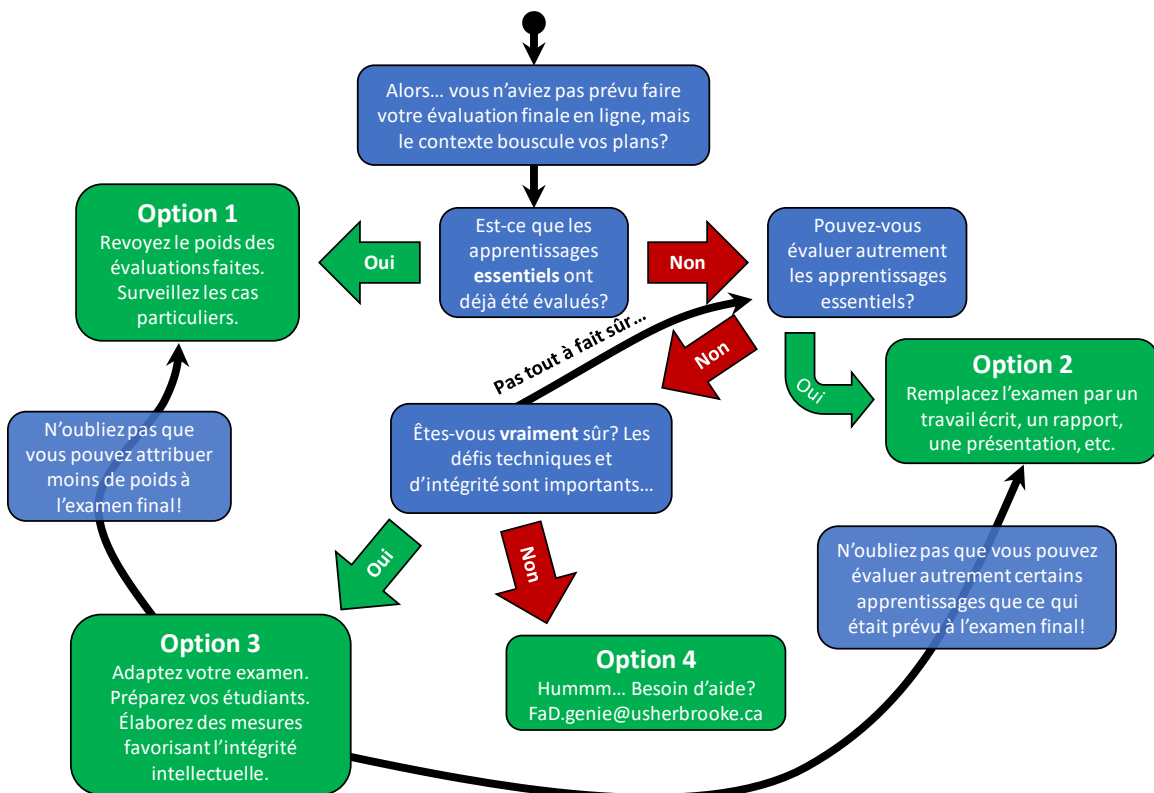 Alors… vous n’aviez pas prévu faire
votre évaluation finale en ligne, mais
le contexte bouscule vos plans?
Option 1
Revoyez le poids des
évaluations faites.
Surveillez les cas
particuliers.
Oui
Est-ce que les
apprentissages
essentiels ont
déjà été évalués?
Non
Pouvez-vous
évaluer autrement
les apprentissages
essentiels?
Pas tout à fait sûr…
Non
Oui
Option 2
Remplacez l’examen par un
travail écrit, un rapport,
une présentation, etc.
N’oubliez pas que
vous pouvez attribuer
moins de poids à
l’examen final!
Êtes-vous vraiment sûr? Les
défis techniques et
d’intégrité sont importants…
Oui
Non
N’oubliez pas que vous pouvez
évaluer autrement certains
apprentissages que ce qui
était prévu à l’examen final!
Option 3
Adaptez votre examen.
Préparez vos étudiants.
Élaborez des mesures
favorisant l’intégrité
intellectuelle.
Option 4
Hummm… Besoin d’aide?
FaD.genie@usherbrooke.ca